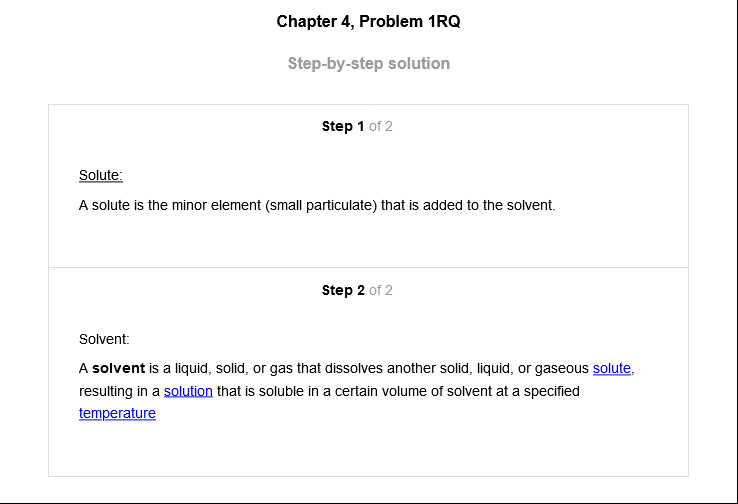 Chapter 4, Problem 1RQ
Step-by-step solution
Step 1 of 2
Solute:
A solute is the minor element (small particulate) that is added to the solvent.
Step 2 of 2
Solvent:
A solvent is a liquid, solid, or gas that dissolves another solid, liquid, or gaseous solute,
resulting in a solution that is soluble in a certain volume of solvent at a specified
temperature